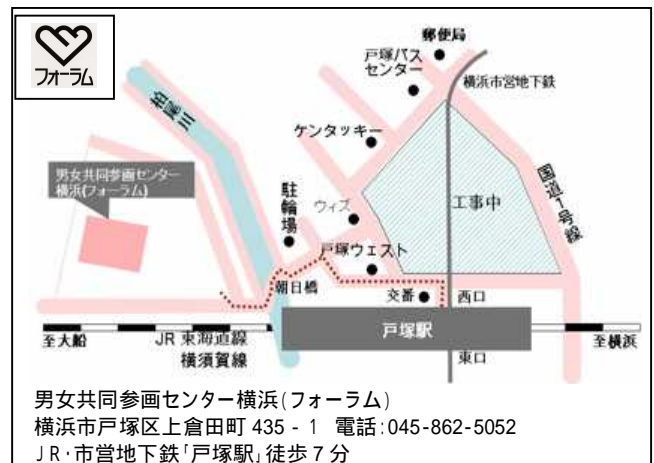 フォーラム
郵便局
戸塚バス
センター
横浜市営地下鉄
柏尾川
ケンタッキー
男女共同参画センター
横浜(フォーラム)
駐輪場
ウィズ
工事中
国道1号線
戸塚ウェスト
朝日橋
交番
西口
戸塚駅
至大船
JR 東海道線
横須賀線
東口
至横浜
男女共同参画センター横浜(フォーラム)
横浜市戸塚区上倉田町 435 - 1 電話:045-862-5052
JR・市営地下鉄「戸塚駅」徒歩 7 分